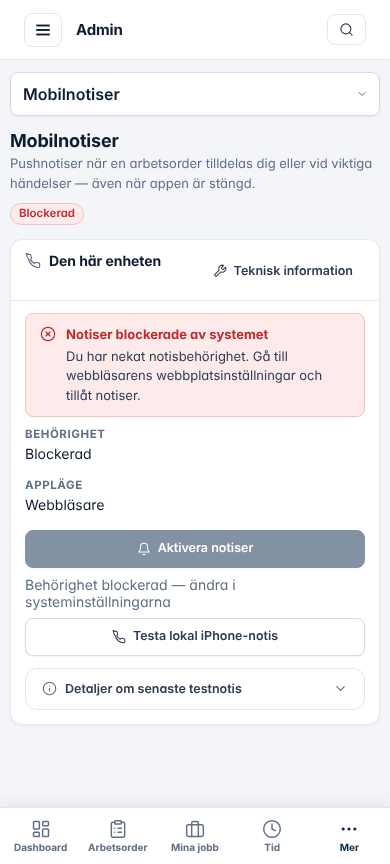 Admin
Mobilnotiser
Mobilnotiser
Pushnotiser när en arbetsorder tilldelas dig eller vid viktiga
händelser — även när appen är stängd.
Blockerad
Den här enheten
Teknisk information
Notiser blockerade av systemet
Du har nekat notisbehörighet. Gå till
webbläsarens webbplatsinställningar och
tillåt notiser.
BEHÖRIGHET
Blockerad
APPLÄGE
Webbläsare
Aktivera notiser
Behörighet blockerad — ändra i
systeminställningarna
Testa lokal iPhone-notis
Detaljer om senaste testnotis
Dashboard Arbetsorder Mina jobb Tid Mer